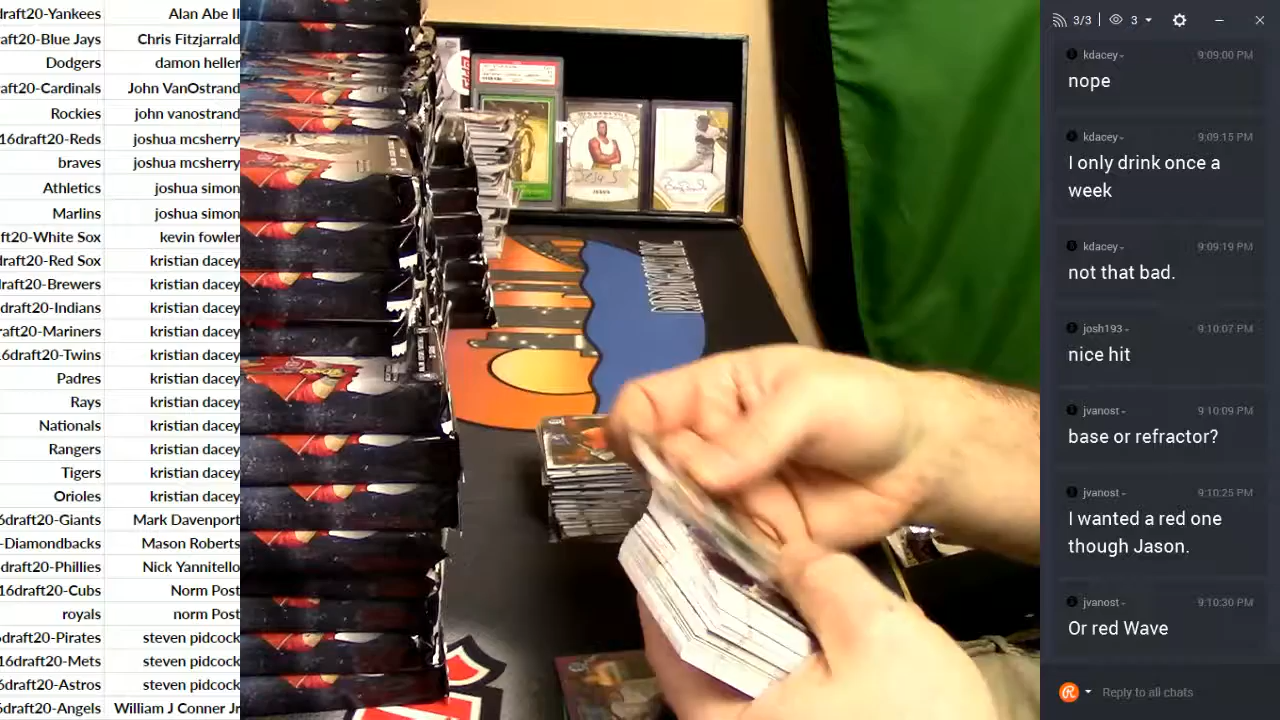 draft20-Yankees Alan Abe II
aft20-Blue Jays Chris Fitzjarrald
Dodgers damon heller
raft20-Cardinals John VanOstrand
Rockies john vanostrand
16draft20-Reds joshua mcsherry
braves joshua mcsherry
Athletics joshua simon
Marlins joshua simon
ft20-White Sox kevin fowler
draft20-Red Sox kristian dacey
raft20-Brewers kristian dacey
draft20-Indians kristian dacey
aft20-Mariners kristian dacey
16draft20-Twins kristian dacey
Padres kristian dacey
Rays kristian dacey
Nationals kristian dacey
Rangers kristian dacey
Tigers kristian dacey
Orioles kristian dacey
6draft20-Giants Mark Davenport
-Diamondbacks Mason Roberts
raft20-Phillies Nick Yannitello
16draft20-Cubs Norm Post
royals norm Post
draft20-Pirates steven pidcock
16draft20-Mets steven pidcock
draft20-Astros steven pidcock
6draft20-Angels William J Conner Jr
3/3 3
kdacey 9:09:00 PM
nope
kdacey 9:09:15 PM
I only drink once a
week
kdacey 9:09:19 PM
not that bad.
josh193 9:10:07 PM
nice hit
jvanost 9:10:09 PM
base or refractor?
jvanost 9:10:25 PM
I wanted a red one
though Jason.
jvanost 9:10:30 PM
Or red Wave
Reply to all chats